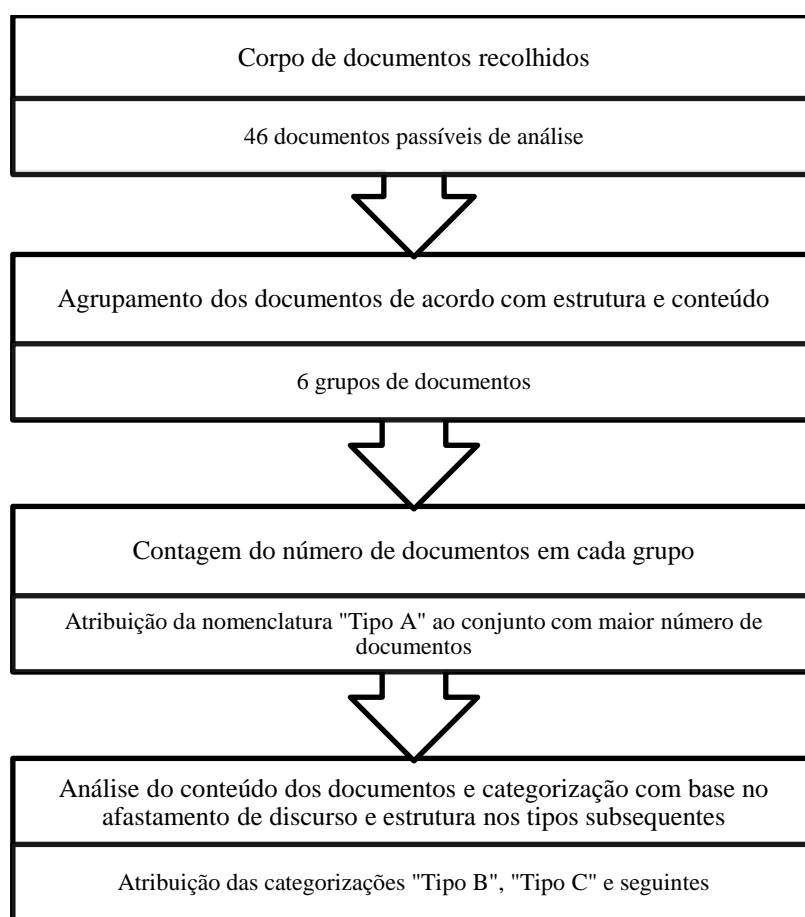 Corpo de documentos recolhidos
46 documentos passíveis de análise
Agrupamento dos documentos de acordo com estrutura e conteúdo
6 grupos de documentos
Contagem do número de documentos em cada grupo
Atribuição da nomenclatura "Tipo A" ao conjunto com maior número de
documentos
Análise do conteúdo dos documentos e categorização com base no
afastamento de discurso e estrutura nos tipos subsequentes
Atribuição das categorizações "Tipo B", "Tipo C" e seguintes